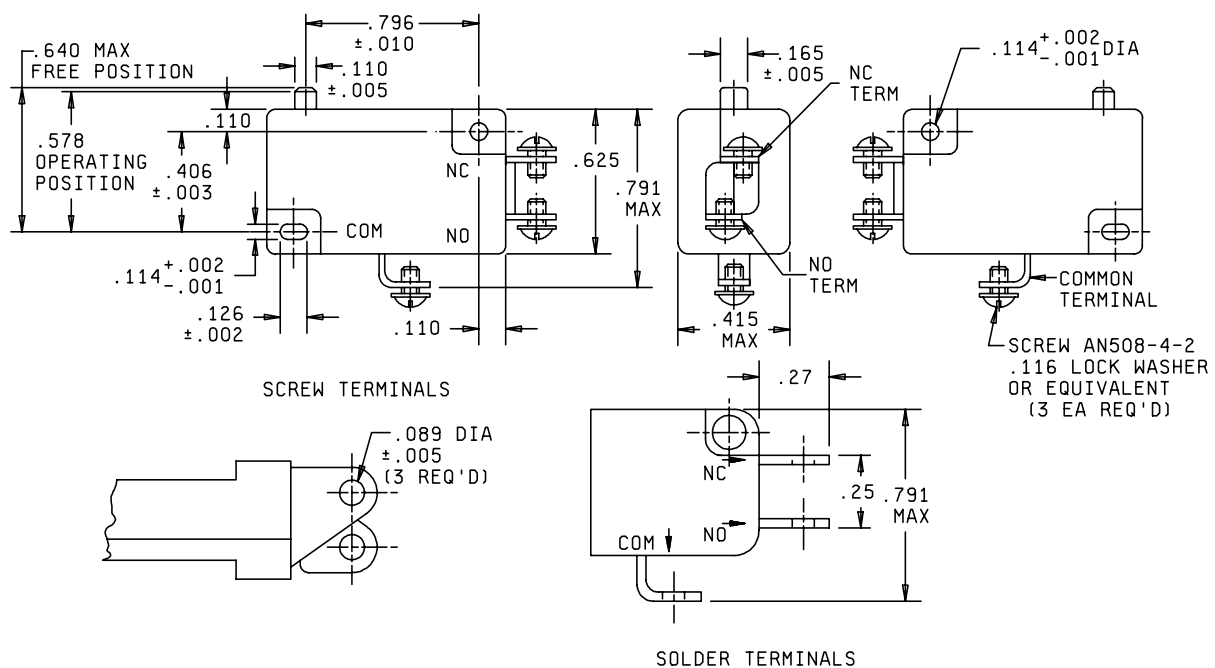 .796
±.010
.640 MAX
FREE POSITION
.110
±.005
.110
.578
OPERATING
POSITION
.406
±.003
NC
COM
NO
.625
.791
MAX
.114+.002
-.001
.126
±.002
.110
SCREW TERMINALS
.165
±.005
NC
TERM
NO
TERM
.415
MAX
.114+.002 DIA
-.001
COMMON
TERMINAL
SCREW AN508-4-2
.116 LOCK WASHER
OR EQUIVALENT
(3 EA REQ'D)
.089 DIA
±.005
(3 REQ'D)
.27
NC
.25
.791
MAX
NO
COM
SOLDER TERMINALS